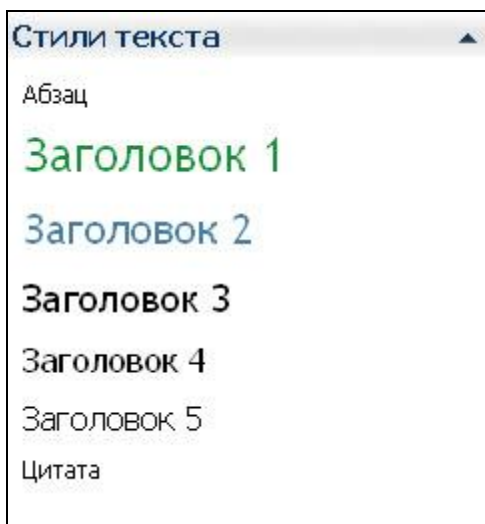 Стили текста
Абзац
Заголовок 1
Заголовок 2
Заголовок 3
Заголовок 4
Заголовок 5
Цитата